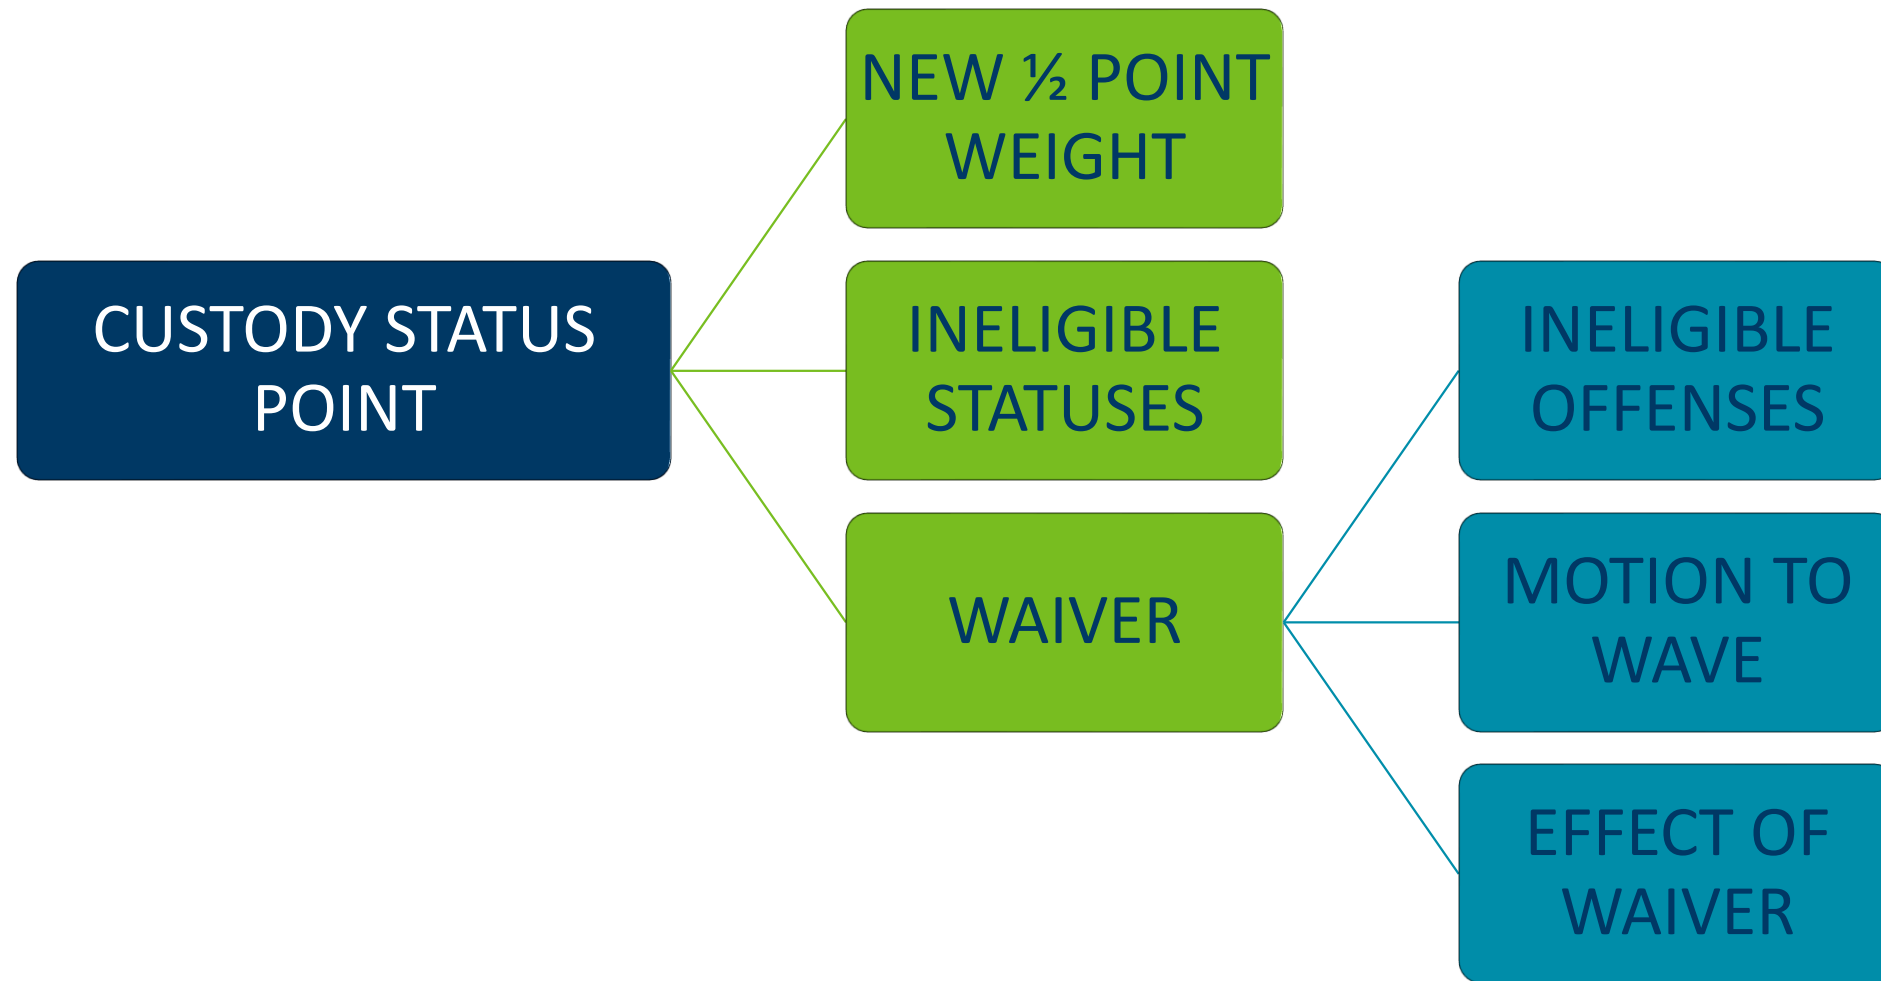 NEW ½ POINT
WEIGHT
CUSTODY STATUS
POINT
INELIGIBLE
STATUSES
INELIGIBLE
OFFENSES
WAIVER
MOTION TO
WAVE
EFFECT OF
WAIVER